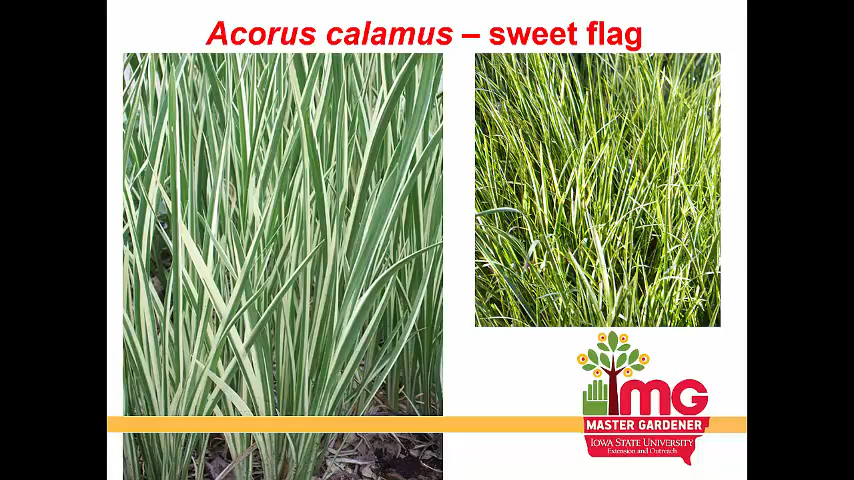 Acorus calamus – sweet flag
MG
MASTER GARDENER
IOWA STATE UNIVERSITY
Extension and Outreach